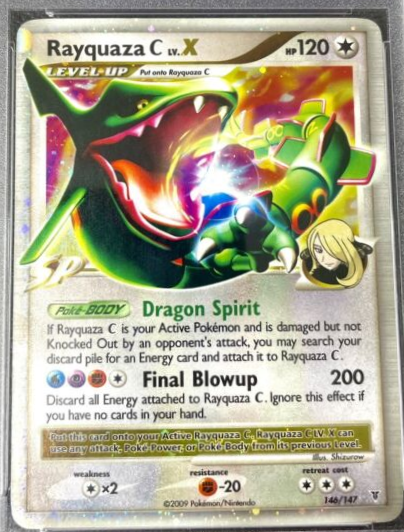 Rayquaza C LV.X HP 120
LEVEL-UP Put onto Rayquaza C
SP
Poké-BODY Dragon Spirit
If Rayquaza C is your Active Pokémon and is damaged but not
Knocked Out by an opponent's attack, you may search your
discard pile for an Energy card and attach it to Rayquaza C.
Final Blowup 200
Discard all Energy attached to Rayquaza C. Ignore this effect if
you have no cards in your hand.
Put this card onto your Active Rayquaza C. Rayquaza C LV.X can
use any attack, Poké-Power, or Poké-Body from its previous Level.
Illus. Shizurow
weakness resistance retreat cost
×2 -20
©2009 Pokémon/Nintendo 146/147